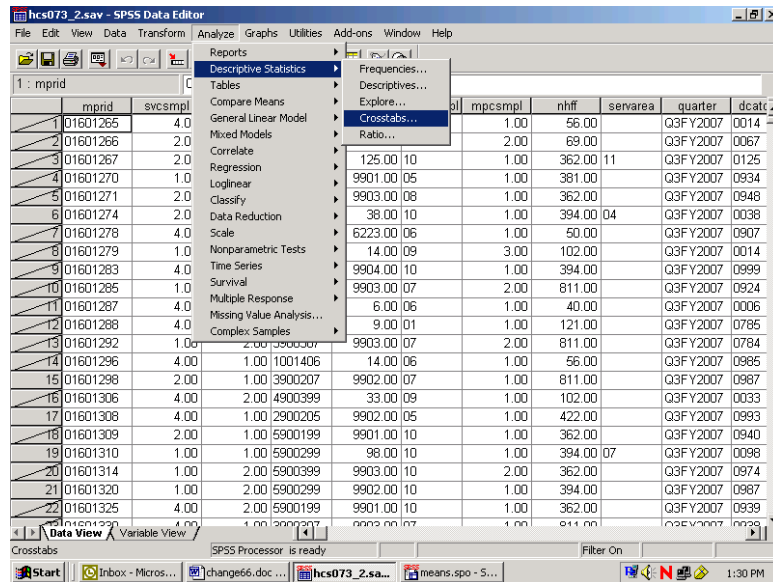 hcs073_2.sav - SPSS Data Editor
File Edit View Data Transform Analyze Graphs Utilities Add-ons Window Help
1 : mprid
Reports
Descriptive Statistics
Tables
Compare Means
General Linear Model
Mixed Models
Correlate
Regression
Loglinear
Classify
Data Reduction
Scale
Nonparametric Tests
Time Series
Survival
Multiple Response
Missing Value Analysis...
Complex Samples
Frequencies...
Descriptives...
Explore...
Crosstabs...
Ratio...
mprid svcsmpl mpcsmpl nhff servarea quarter dcatc
1 01601265 4.0 1.00 56.00 Q3FY2007 0014
2 01601266 2.0 2.00 69.00 Q3FY2007 0067
3 01601267 2.0 125.00 10 1.00 362.00 11 Q3FY2007 0125
4 01601270 1.0 9901.00 05 1.00 381.00 Q3FY2007 0934
5 01601271 2.0 9903.00 08 1.00 362.00 Q3FY2007 0948
6 01601274 2.0 38.00 10 1.00 394.00 04 Q3FY2007 0038
7 01601278 4.0 6223.00 06 1.00 50.00 Q3FY2007 0907
8 01601279 1.0 14.00 09 3.00 102.00 Q3FY2007 0014
9 01601283 4.0 9904.00 10 1.00 394.00 Q3FY2007 0999
10 01601285 1.0 9903.00 07 2.00 811.00 Q3FY2007 0924
11 01601287 4.0 6.00 06 1.00 40.00 Q3FY2007 0006
12 01601288 4.0 9.00 01 1.00 121.00 Q3FY2007 0785
13 01601292 1.00 2.00 3900307 9903.00 07 2.00 811.00 Q3FY2007 0784
14 01601296 4.00 1.00 1001406 14.00 06 1.00 56.00 Q3FY2007 0985
15 01601298 2.00 1.00 3900207 9902.00 07 1.00 811.00 Q3FY2007 0987
16 01601306 4.00 2.00 4900399 33.00 09 1.00 102.00 Q3FY2007 0033
17 01601308 4.00 1.00 2900205 9902.00 05 1.00 422.00 Q3FY2007 0993
18 01601309 2.00 1.00 5900199 9901.00 10 1.00 362.00 Q3FY2007 0940
19 01601310 1.00 1.00 5900299 98.00 10 1.00 394.00 07 Q3FY2007 0098
20 01601314 1.00 2.00 5900399 9903.00 10 2.00 362.00 Q3FY2007 0974
21 01601320 1.00 2.00 5900299 9902.00 10 1.00 394.00 Q3FY2007 0987
22 01601325 4.00 2.00 5900199 9901.00 10 1.00 362.00 Q3FY2007 0939
Data View Variable View
Crosstabs SPSS Processor is ready Filter On
Start Inbox - Micros... change66.doc ... hcs073_2.sa... means.spo - S... 1:30 PM